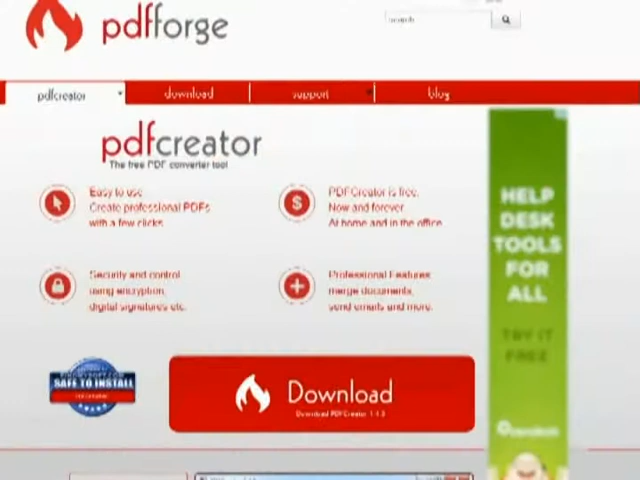 pdfforge
search
pdfcreator
download
support
blog
pdfcreator
The free PDF converter tool
Easy to use
Create professional PDFs
with a few clicks.
PDFCreator is free.
Now and forever
At home and in the office.
Security and control
using encryption,
digital signatures etc.
Professional Features
merge documents,
send emails and more.
HELP
DESK
TOOLS
FOR
ALL
TRY IT
FREE
SAFE TO INSTALL
Download
Download PDFCreator